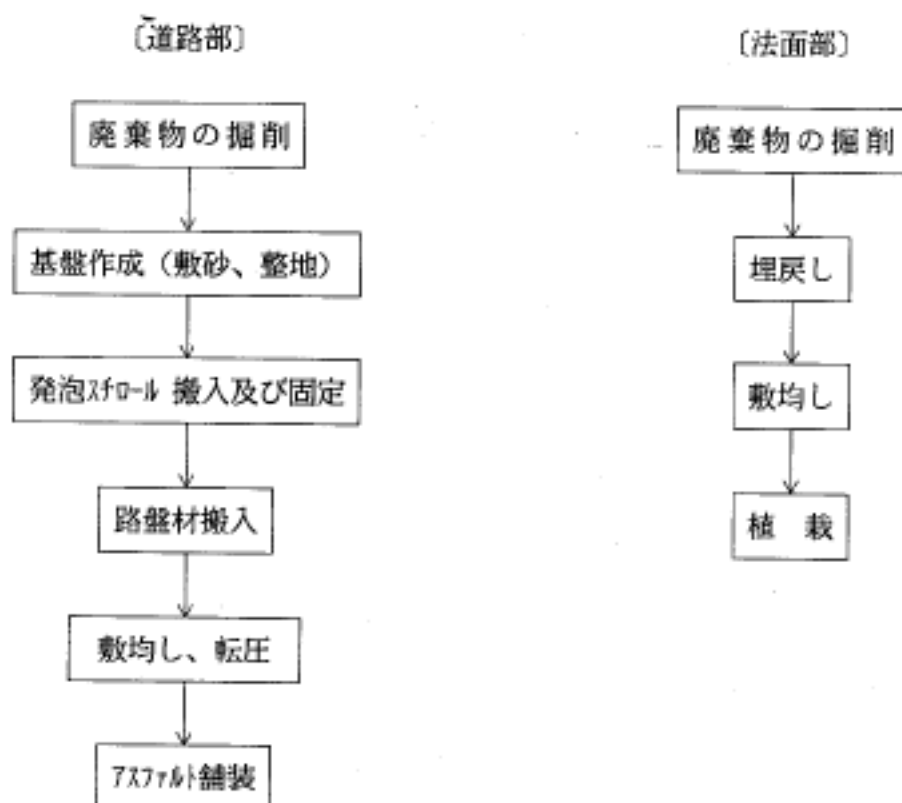 〔道路部〕
廃棄物の掘削
基盤作成（敷砂、整地）
発泡ｽﾁﾛｰﾙ 搬入及び固定
路盤材搬入
敷均し、転圧
ｱｽﾌｧﾙﾄ舗装
〔法面部〕
廃棄物の掘削
埋戻し
敷均し
植　栽